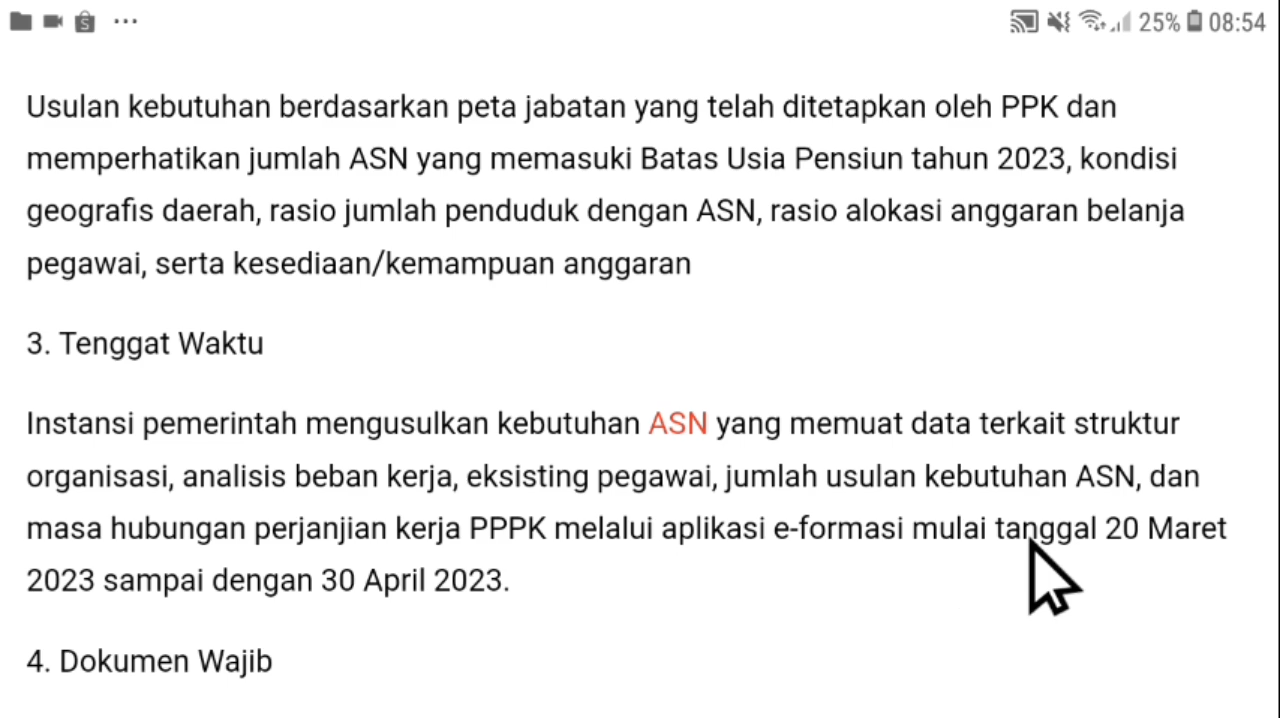 25% 08:54
Usulan kebutuhan berdasarkan peta jabatan yang telah ditetapkan oleh PPK dan
memperhatikan jumlah ASN yang memasuki Batas Usia Pensiun tahun 2023, kondisi
geografis daerah, rasio jumlah penduduk dengan ASN, rasio alokasi anggaran belanja
pegawai, serta kesediaan/kemampuan anggaran
3. Tenggat Waktu
Instansi pemerintah mengusulkan kebutuhan ASN yang memuat data terkait struktur
organisasi, analisis beban kerja, eksisting pegawai, jumlah usulan kebutuhan ASN, dan
masa hubungan perjanjian kerja PPPK melalui aplikasi e-formasi mulai tanggal 20 Maret
2023 sampai dengan 30 April 2023.
4. Dokumen Wajib